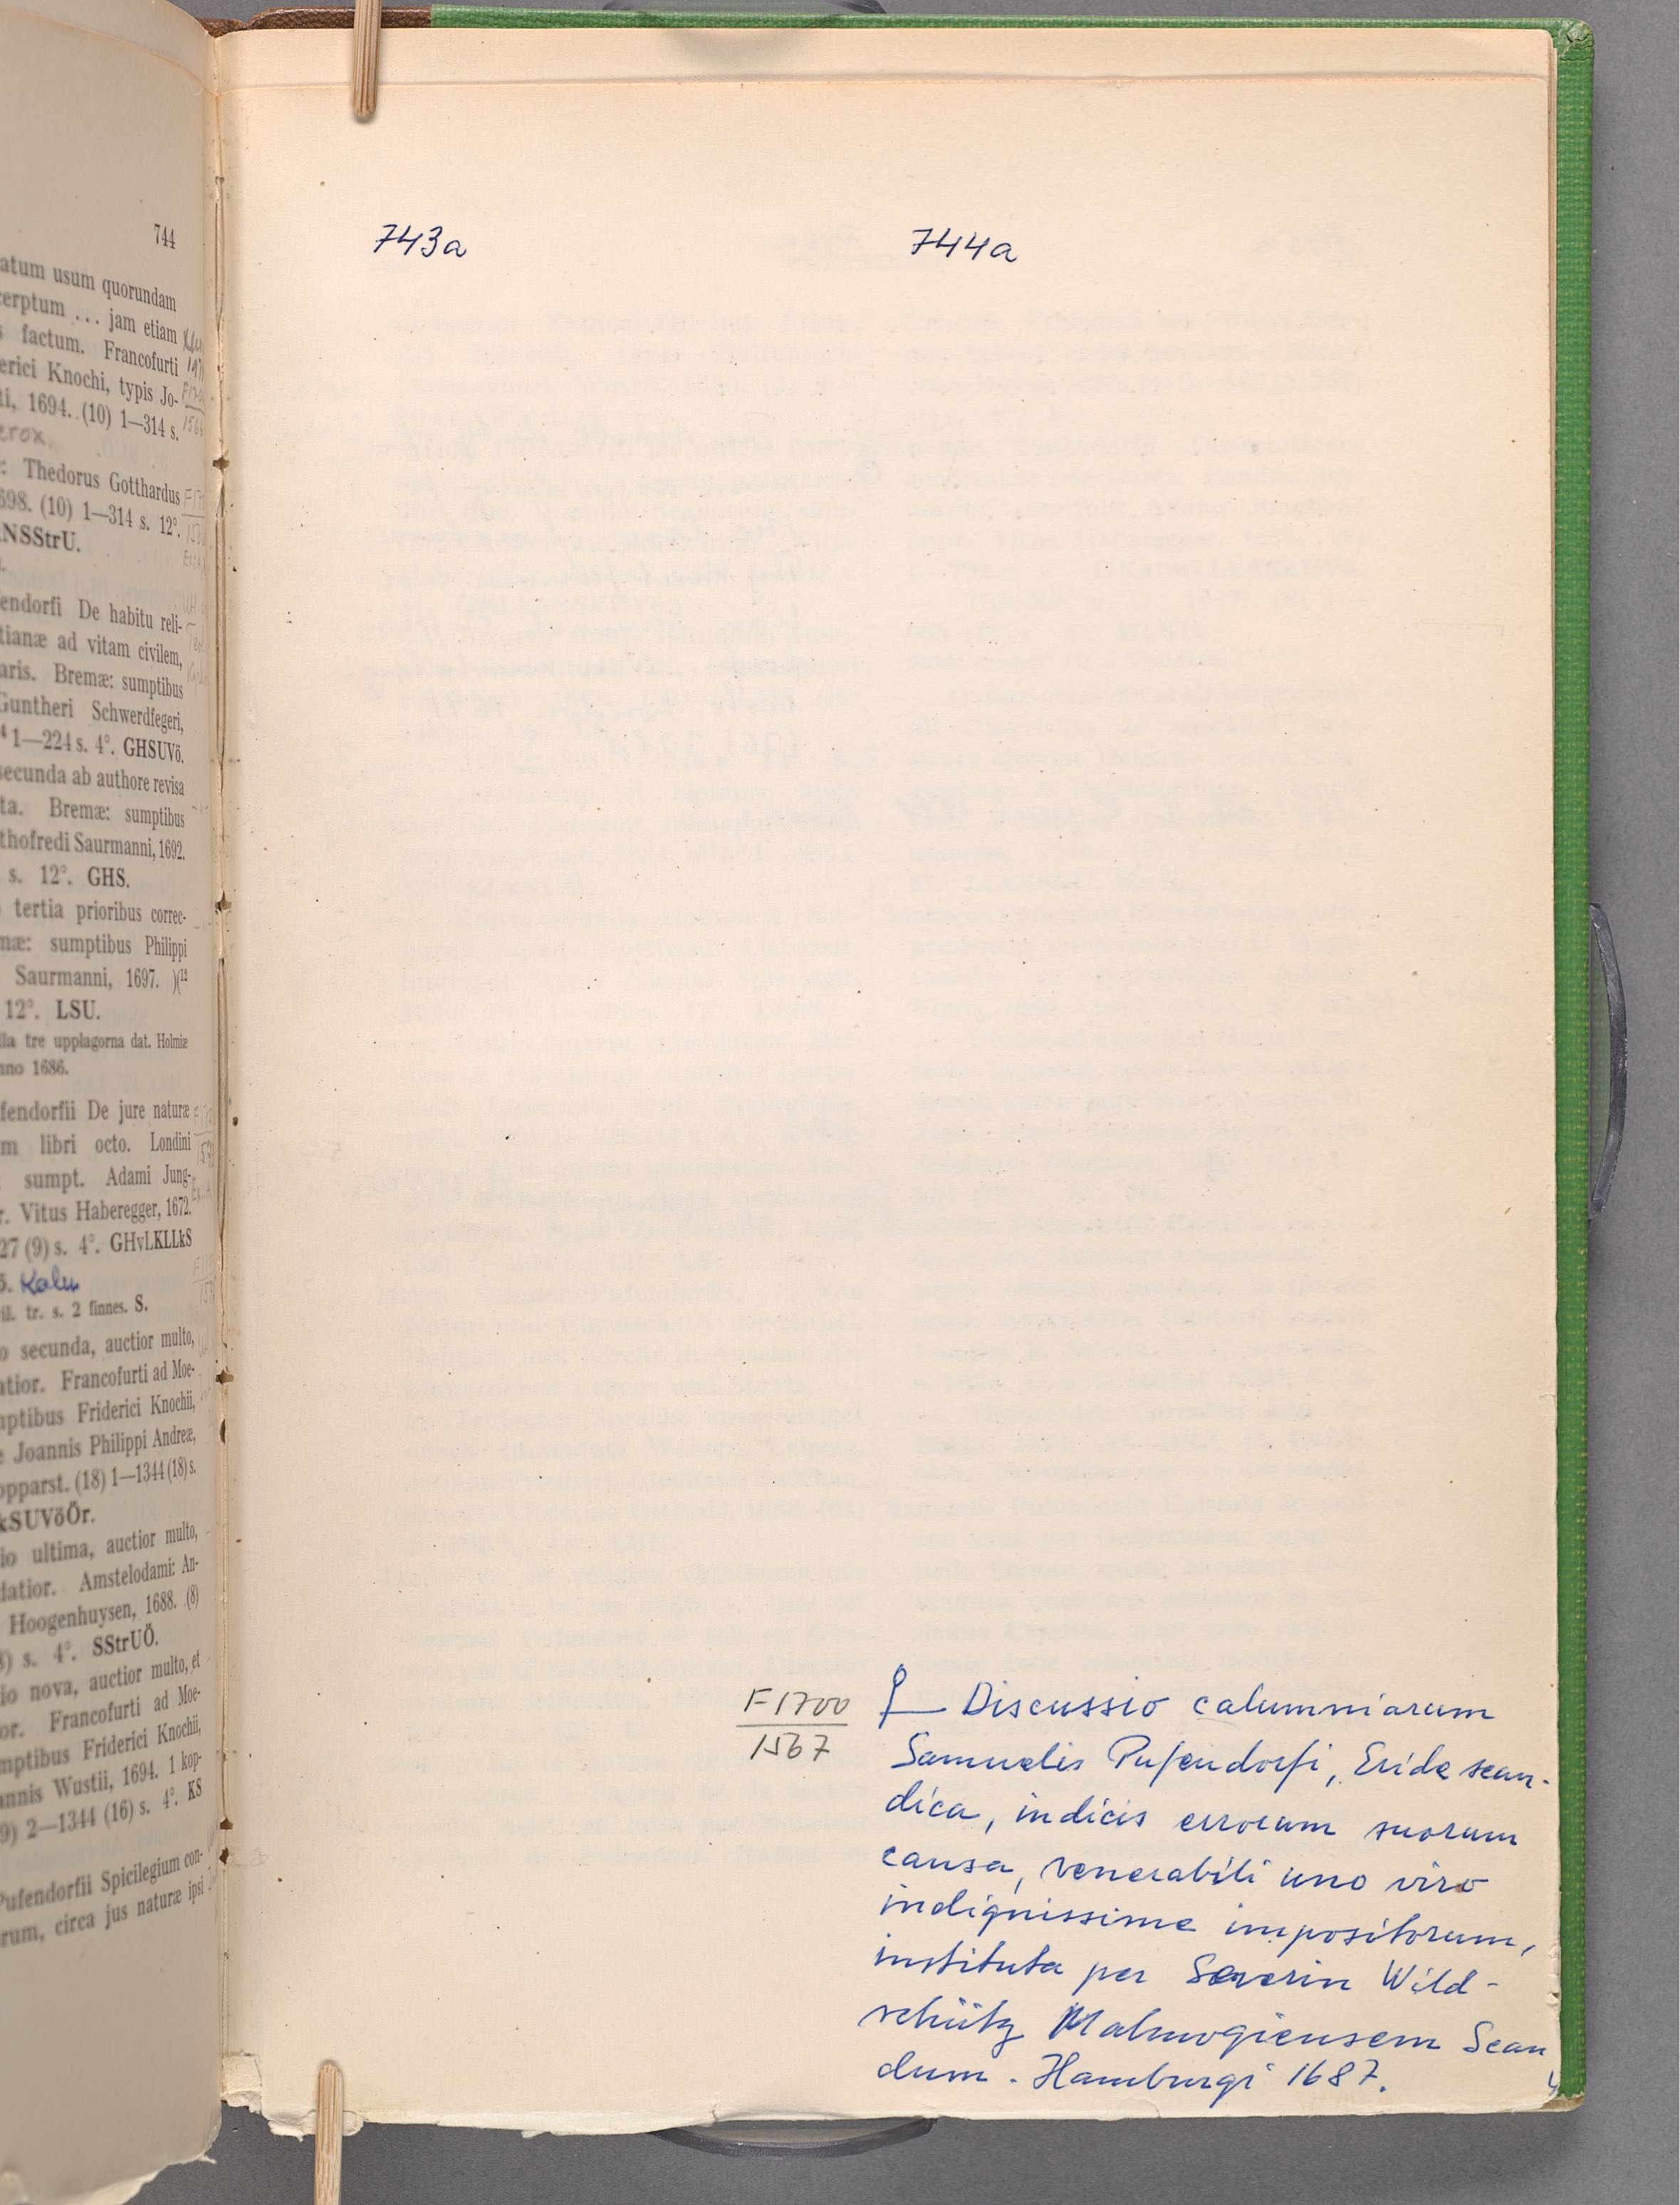 744
atum usum quorundam
cerptum ... jam etiam
s factum. Francofurti
erici Knochi, typis Jo-
ti, 1694. (10) 1—314 s.
erox.
: Thedorus Gotthardus
698. (10) 1—314 s. 12°.
NSStrU.
endorfi De habitu reli-
tianæ ad vitam civilem,
aris. Bremæ: sumptibus
Guntheri Schwerdfegeri,
1—224 s. 4°. GHSUVö.
secunda ab authore revisa
ta. Bremæ: sumptibus
thofredi Saurmanni, 1692.
s. 12°. GHS.
tertia prioribus correc-
mæ: sumptibus Philippi
Saurmanni, 1697. )(12
12°. LSU.
lla tre upplagorna dat. Holmiæ
nno 1686.
fendorfii De jure naturæ
m libri octo. Londini
sumpt. Adami Jung-
r. Vitus Haberegger, 1672.
27 (9) s. 4°. GHvLKLLkS
ö. Kalm
il. tr. s. 2 finnes. S.
o secunda, auctior multo,
atior. Francofurti ad Moe-
mptibus Friderici Knochii,
e Joannis Philippi Andreæ,
opparst. (18) 1—1344 (18) s.
kSUVöÖr.
io ultima, auctior multo,
datior. Amstelodami: An-
Hoogenhuysen, 1688. (8)
8) s. 4°. SStrUÖ.
io nova, auctior multo, et
or. Francofurti ad Moe-
mptibus Friderici Knochii,
annis Wustii, 1694. 1 kop-
9) 2—1344 (16) s. 4°. KS
Pufendorfii Spicilegium con-
rum, circa jus naturæ ipsi
743a
744a
F1700
1567
— Discussio calumniarum
Samuelis Pufendorfi, Eride scan-
dica, indicis errorum suorum
causa, venerabili uno viro
indignissime impositorum,
instituta per Severin Wild-
schütz Malmogiensem Scan
dum. Hamburgi 1687.